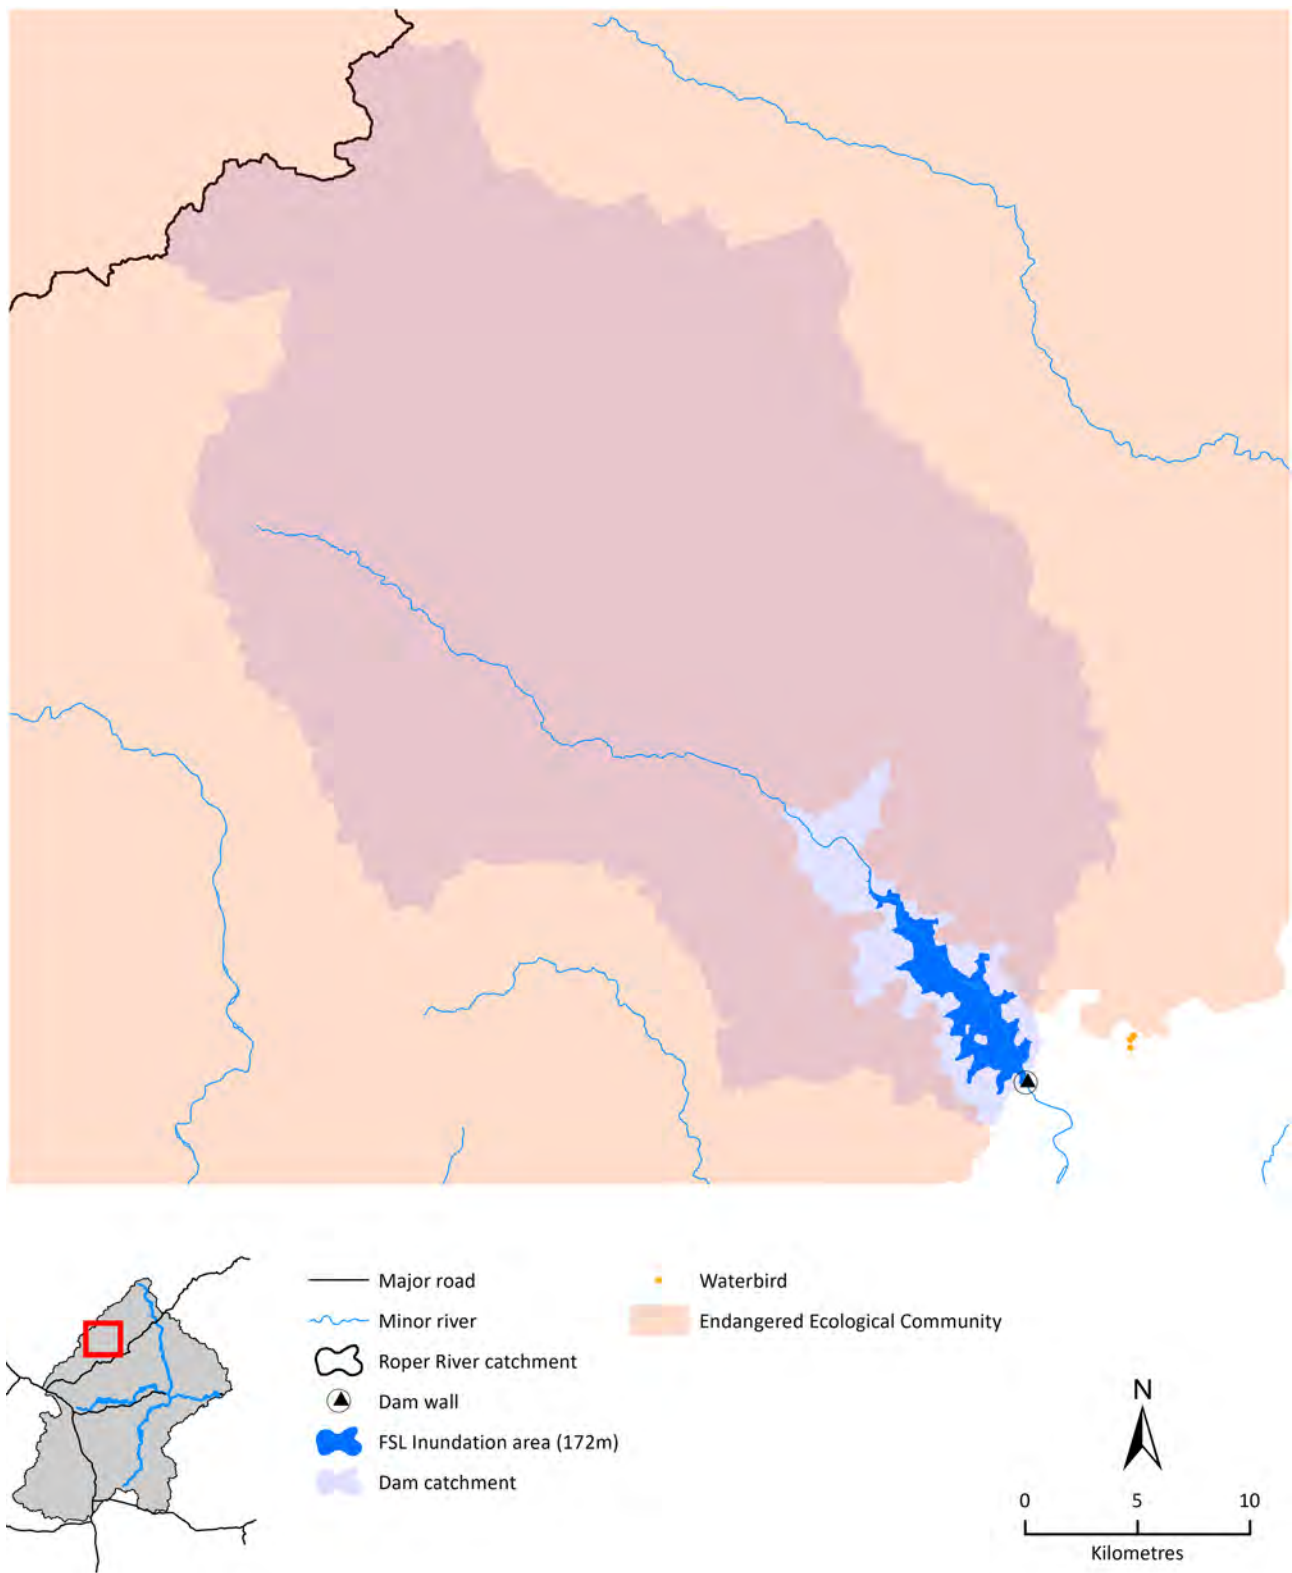 Major road
Minor river
Roper River catchment
Dam wall
FSL Inundation area (172m)
Dam catchment
Waterbird
Endangered Ecological Community
N
0 5 10
Kilometres